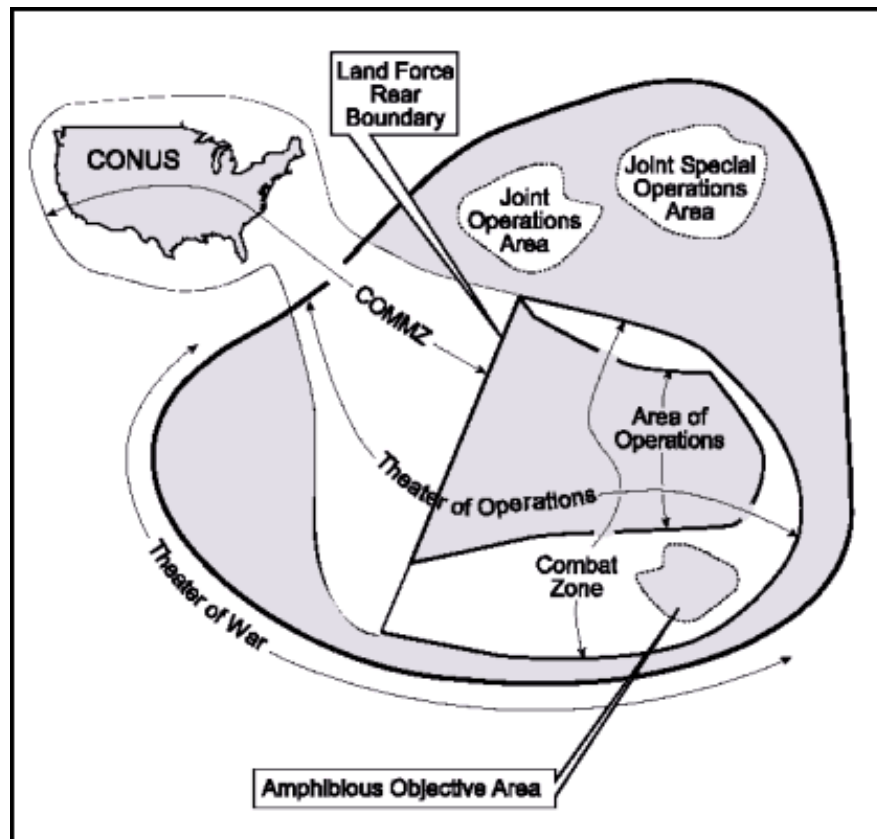 Land Force
Rear
Boundary
CONUS
Joint
Operations
Area
Joint Special
Operations
Area
COMMZ
Area of
Operations
Theater of Operations
Combat
Zone
Theater of War
Amphibious Objective Area